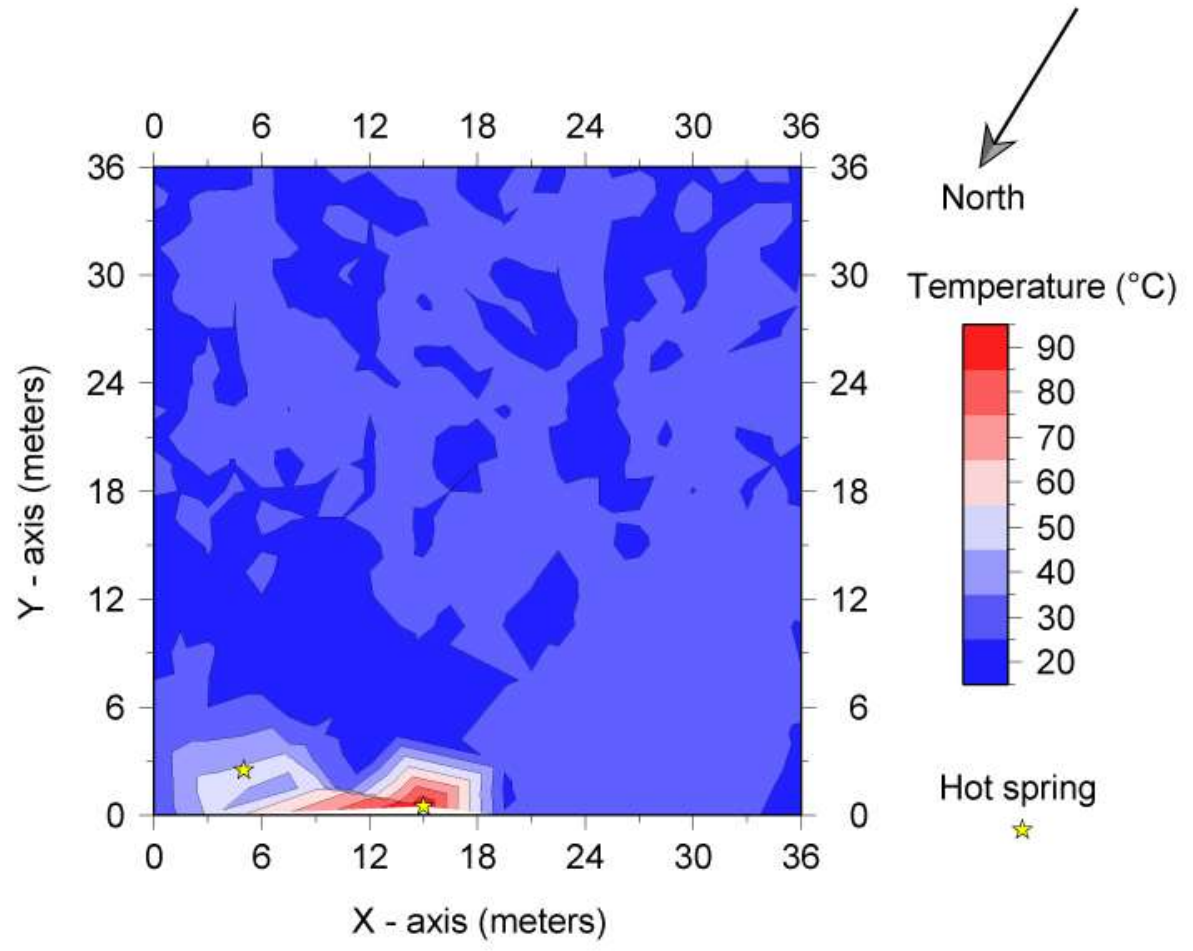 0 6 12 18 24 30 36
36 36
North
30 30
Temperature (°C)
90
24 24
80
70
Y - axis (meters)
60
18 18
50
40
12 12
30
20
6 6
Hot spring
0 0
0 6 12 18 24 30 36
X - axis (meters)